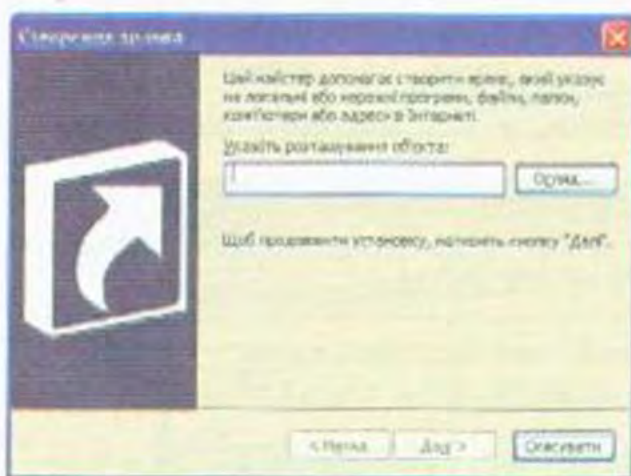 Створення ярлика
Цей майстер допомагає створити ярлик, який указує
на локальні або мережні програми, файли, папки,
комп'ютери або адреси в Інтернеті.
Укажіть розташування об'єкта:
Огляд...
Щоб продовжити установку, натисніть кнопку "Далі".
< Назад
Далі >
Скасувати